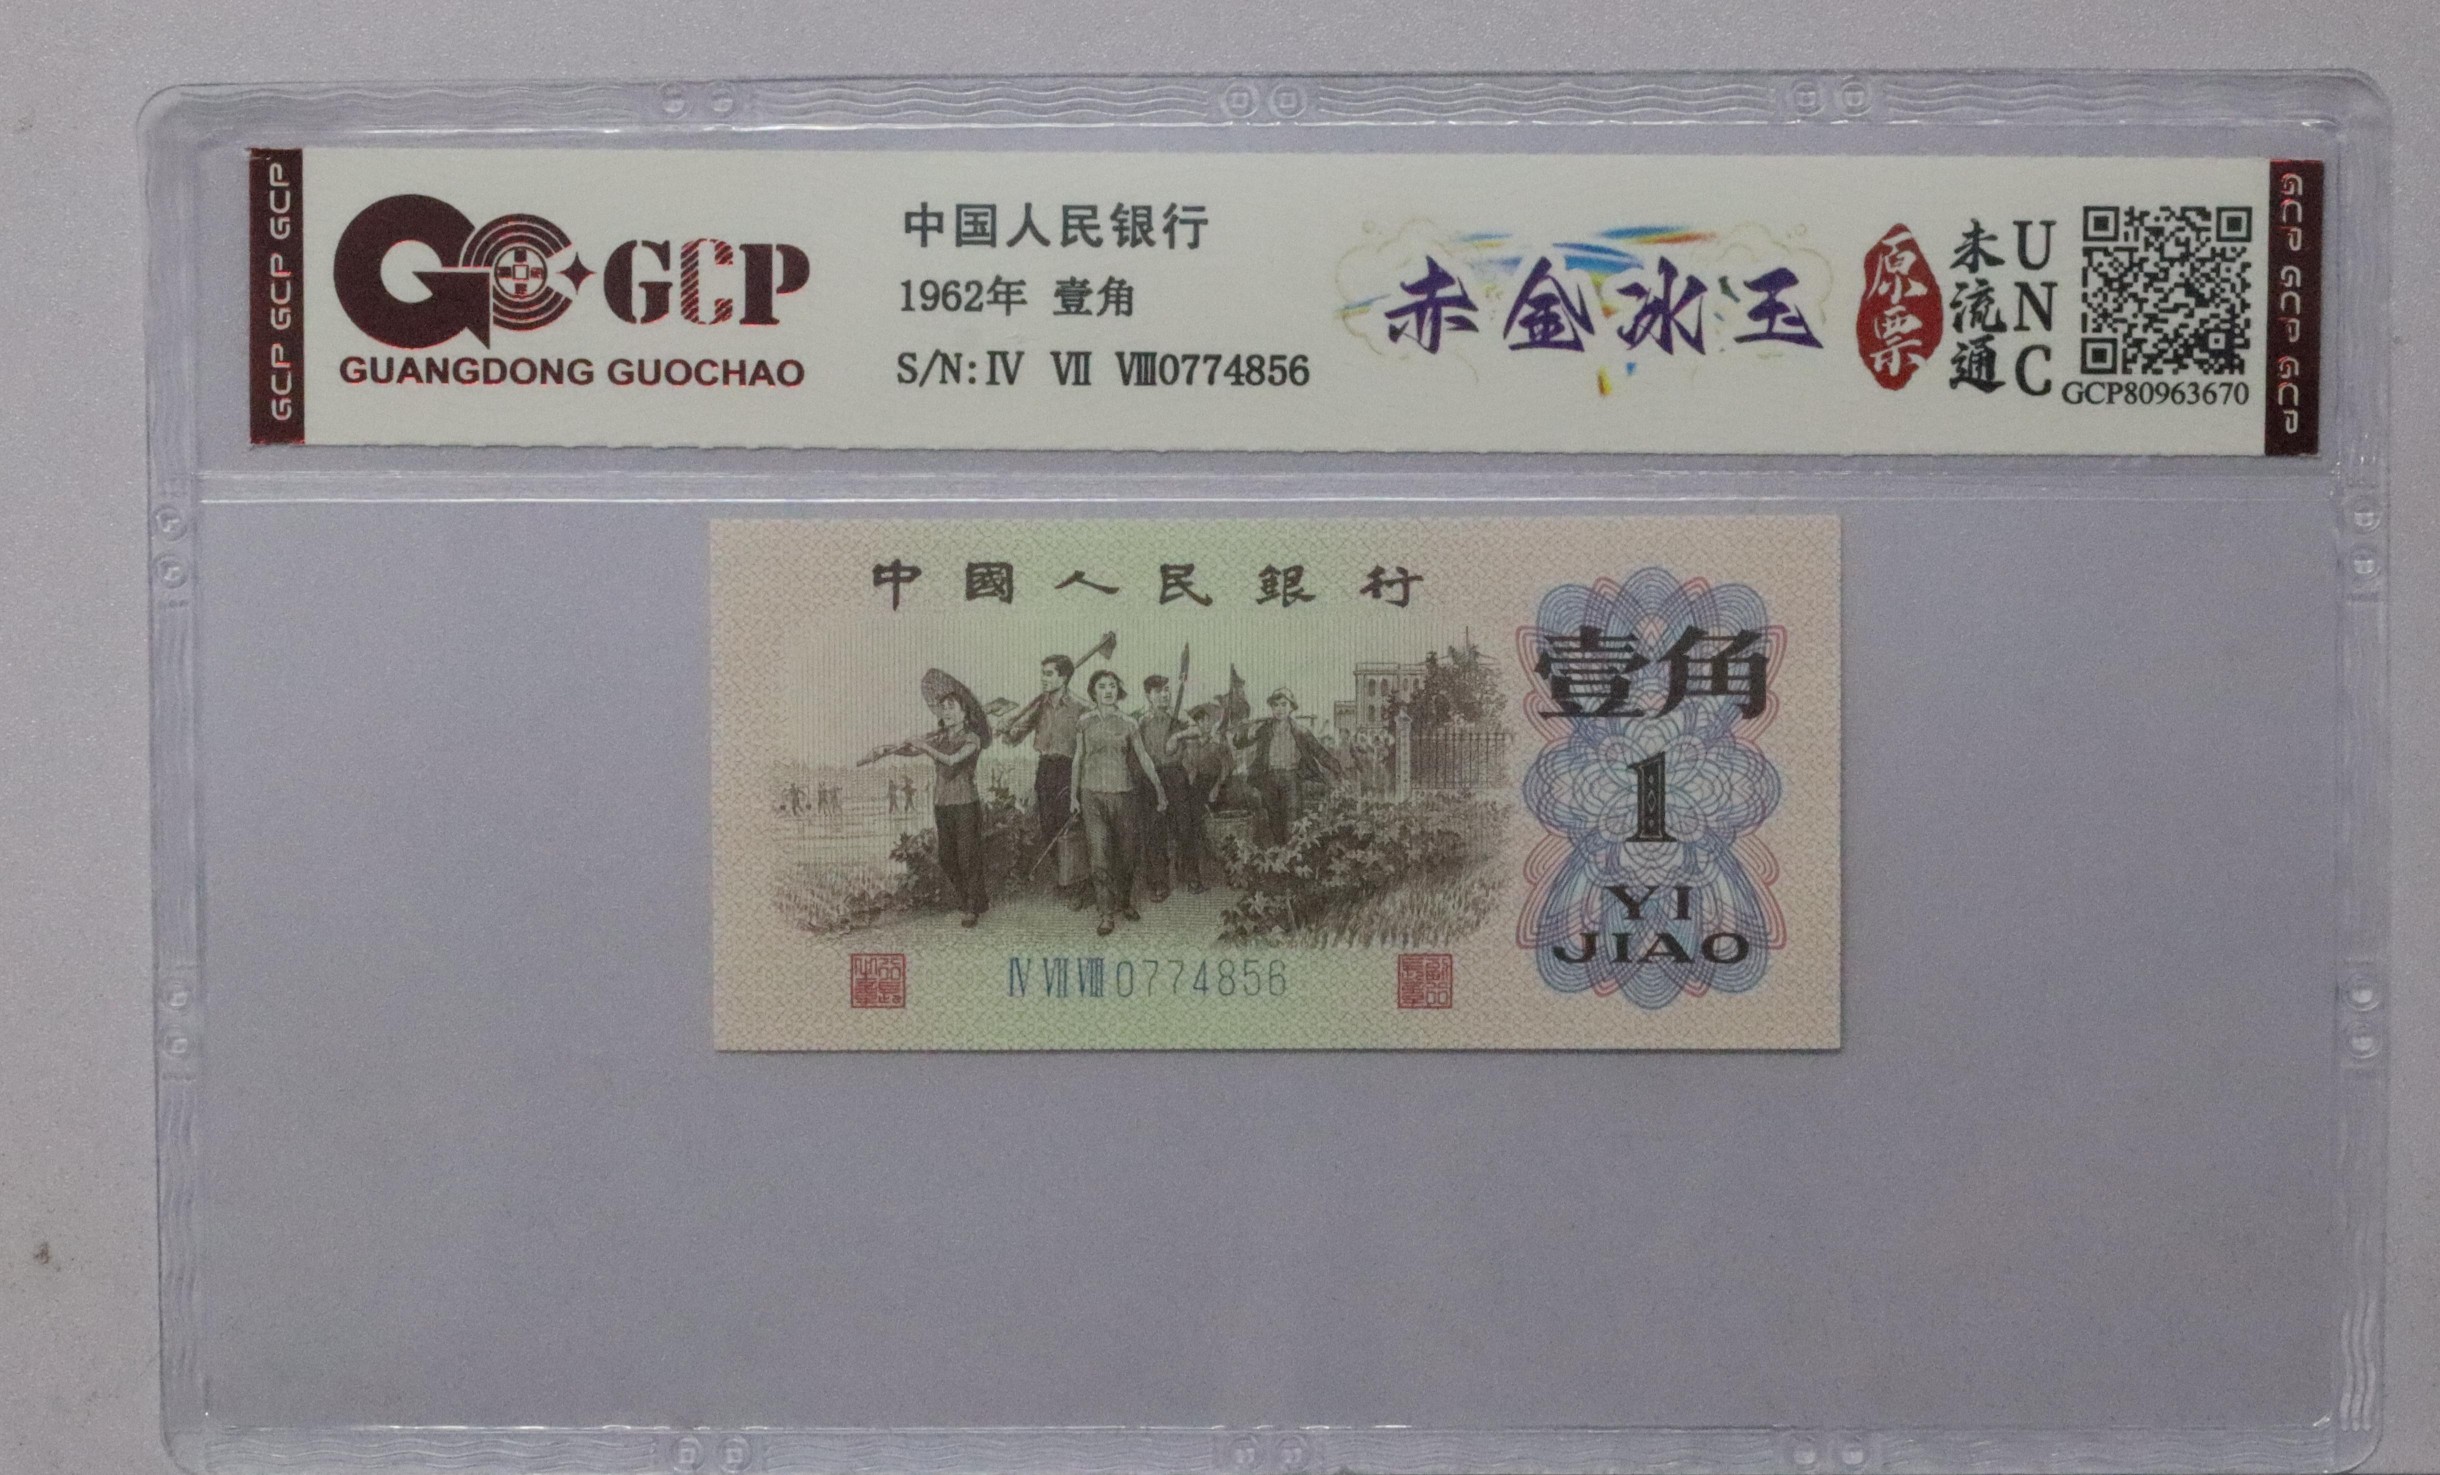 GCP GCP GCP
GCP
GUANGDONG GUOCHAO
中国人民银行
1962年 壹角
S/N:Ⅳ Ⅶ Ⅷ0774856
赤金冰玉
原票
未流通
UNC
GCP80963670
GCP GCP GCP
中國人民銀行
壹角
1
YI
JIAO
Ⅳ Ⅶ Ⅷ 0774856